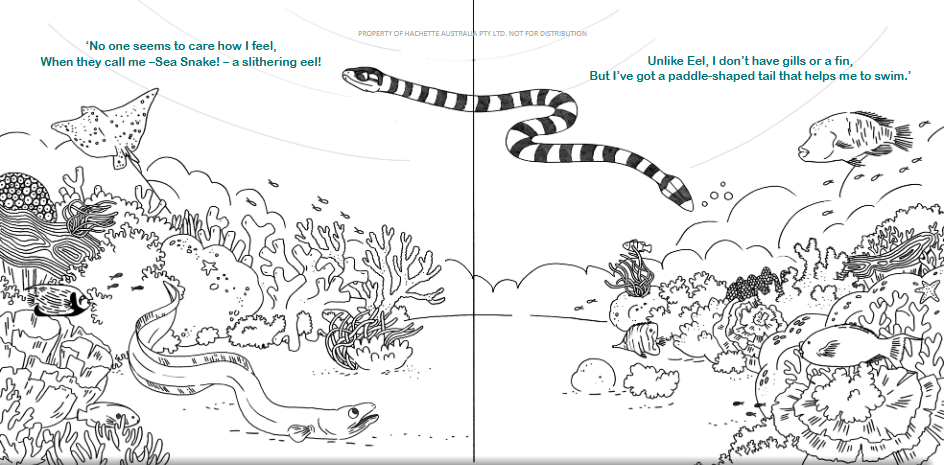 PROPERTY OF HACHETTE AUSTRALIA PTY LTD. NOT FOR DISTRIBUTION
‘No one seems to care how I feel,
When they call me –Sea Snake! – a slithering eel!
Unlike Eel, I don’t have gills or a fin,
But I’ve got a paddle-shaped tail that helps me to swim.’